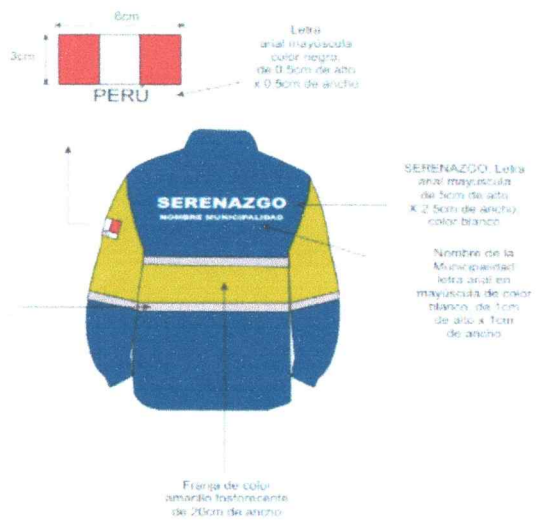 6cm
3cm
PERU
Letra
arial mayuscula
color negro,
de 0.5cm de alto
x 0.5cm de ancho
SERENAZGO
NOMBRE MUNICIPALIDAD
SERENAZGO, Letra
arial mayuscula
de 5cm de alto
X 2.5cm de ancho,
color blanco
Nombre de la
Municipalidad
letra arial en
mayúscula de color
blanco, de 1cm
de alto x 1cm
de ancho
Franja de color
amarillo fosforecente
de 20cm de ancho